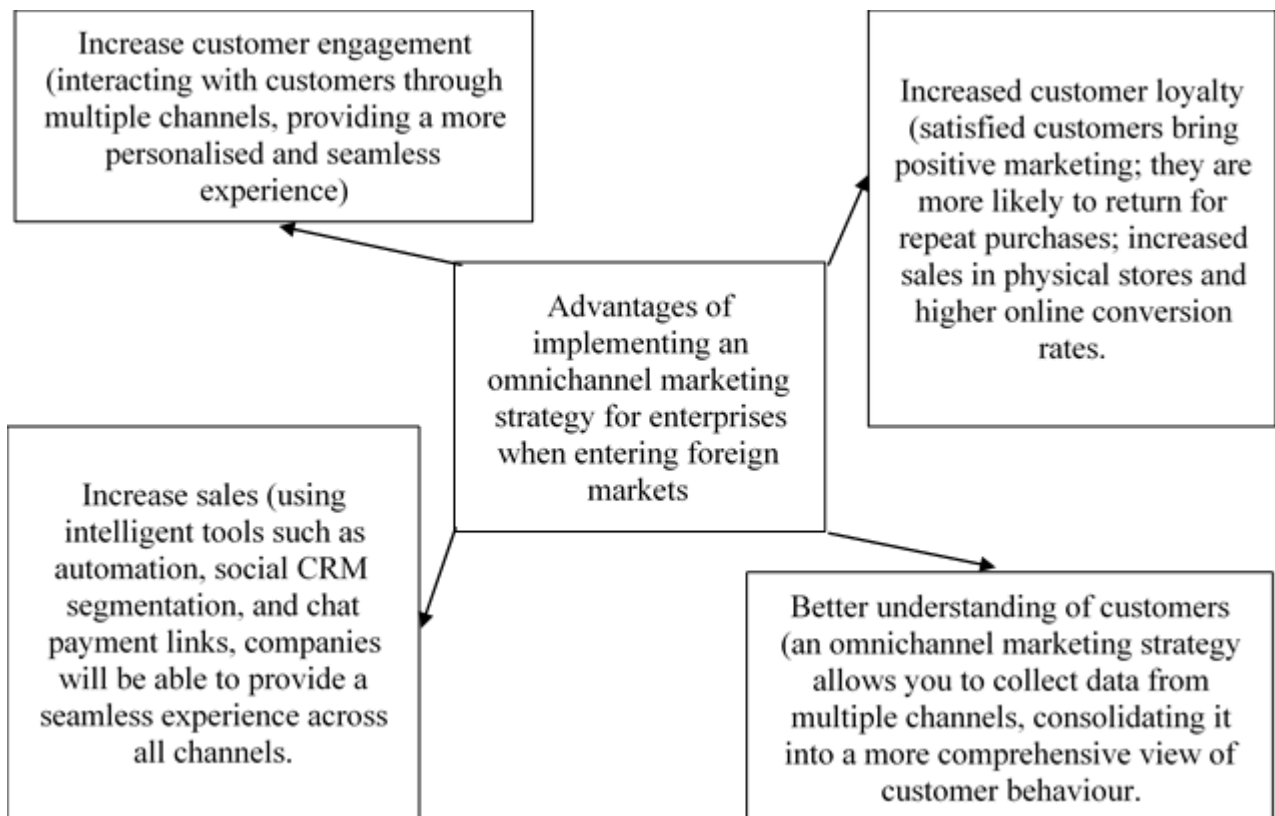 Increase customer engagement
(interacting with customers through
multiple channels, providing a more
personalised and seamless
experience)
Increased customer loyalty
(satisfied customers bring
positive marketing; they are
more likely to return for
repeat purchases; increased
sales in physical stores and
higher online conversion
rates.
Advantages of
implementing an
omnichannel marketing
strategy for enterprises
when entering foreign
markets
Increase sales (using
intelligent tools such as
automation, social CRM
segmentation, and chat
payment links, companies
will be able to provide a
seamless experience across
all channels.
Better understanding of customers
(an omnichannel marketing strategy
allows you to collect data from
multiple channels, consolidating it
into a more comprehensive view of
customer behaviour.